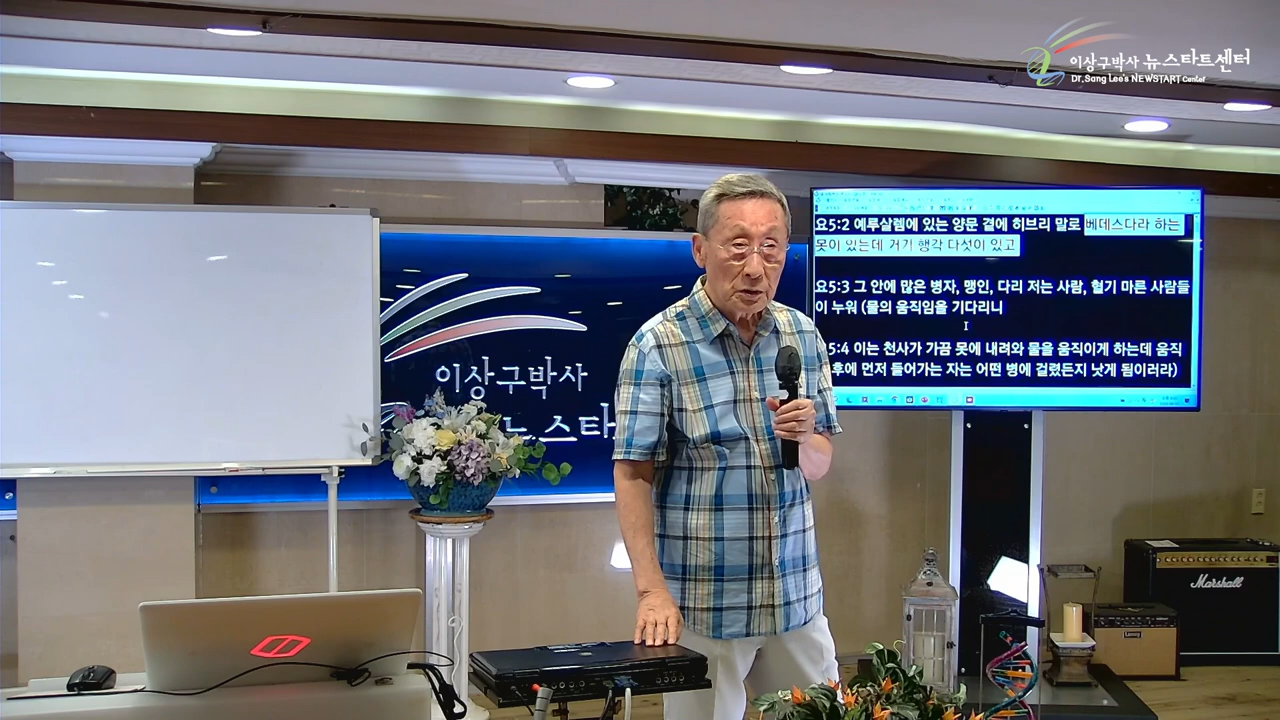 이상구박사 뉴스타트센터
Dr. Sang Lee's NEWSTART Center
요5:2 예루살렘에 있는 양문 곁에 히브리 말로 베데스다라 하는
못이 있는데 거기 행각 다섯이 있고
요5:3 그 안에 많은 병자, 맹인, 다리 저는 사람, 혈기 마른 사람들
이 누워 (물의 움직임을 기다리니
5:4 이는 천사가 가끔 못에 내려와 물을 움직이게 하는데 움직
후에 먼저 들어가는 자는 어떤 병에 걸렸든지 낫게 됨이러라)
이상구박사
뉴스타
Marshall
Laney